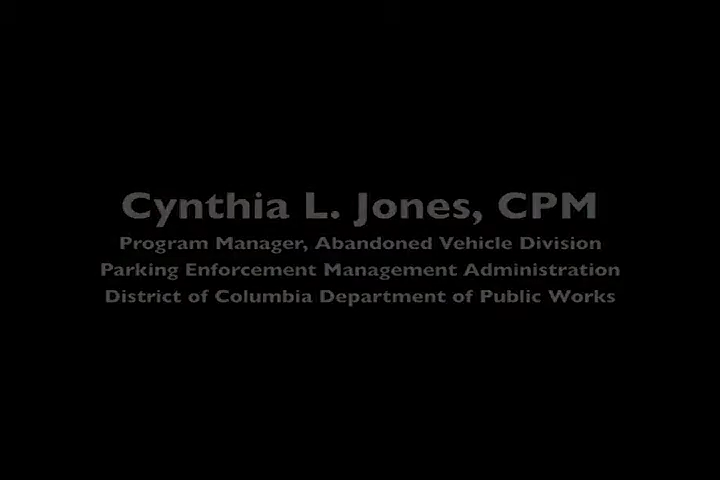 Cynthia L. Jones, CPM
Program Manager, Abandoned Vehicle Division
Parking Enforcement Management Administration
District of Columbia Department of Public Works